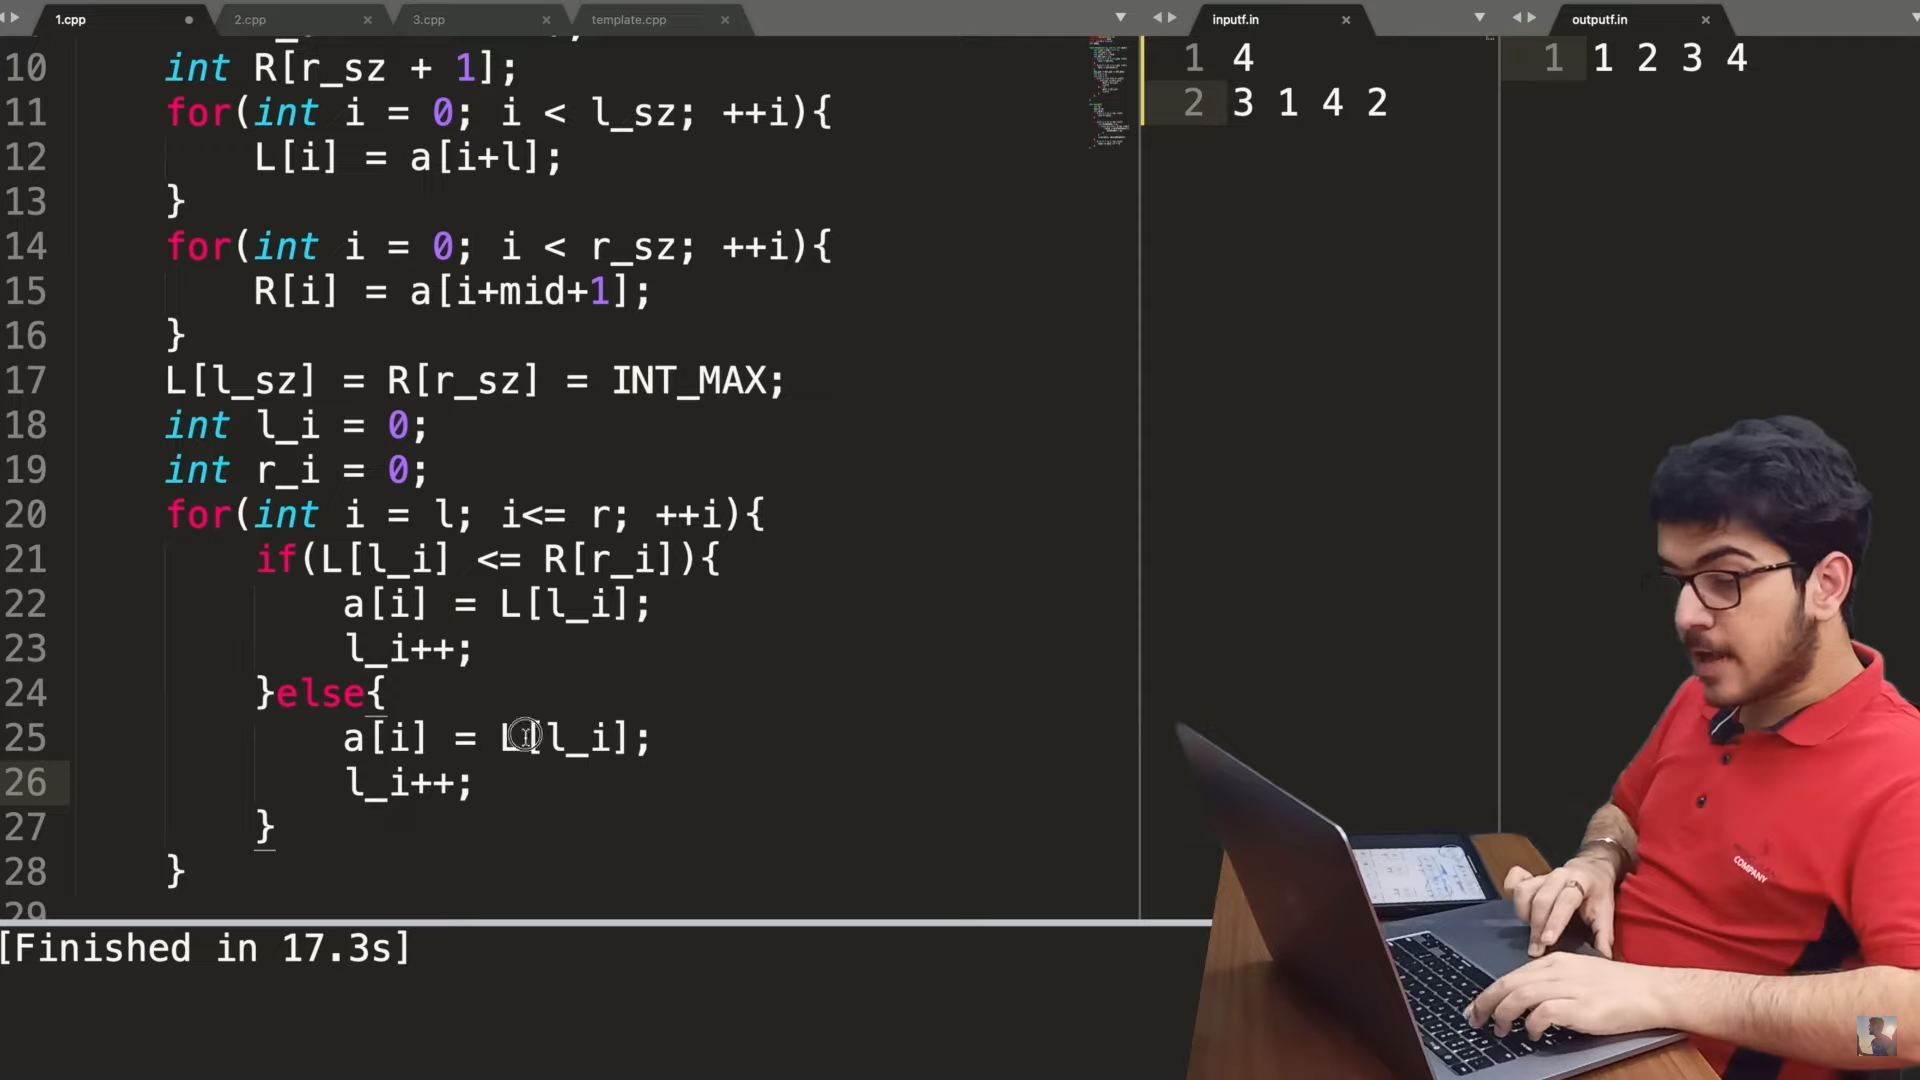 1.cpp
2.cpp
3.cpp
template.cpp
inputf.in
outputf.in
10 int R[r_sz + 1];
11 for(int i = 0; i < l_sz; ++i){
12 L[i] = a[i+l];
13 }
14 for(int i = 0; i < r_sz; ++i){
15 R[i] = a[i+mid+1];
16 }
17 L[l_sz] = R[r_sz] = INT_MAX;
18 int l_i = 0;
19 int r_i = 0;
20 for(int i = l; i<= r; ++i){
21 if(L[l_i] <= R[r_i]){
22 a[i] = L[l_i];
23 l_i++;
24 }else{
25 a[i] = L[l_i];
26 l_i++;
27 }
28 }
29
[Finished in 17.3s]
1 4
2 3 1 4 2
1 1 2 3 4
COMPANY